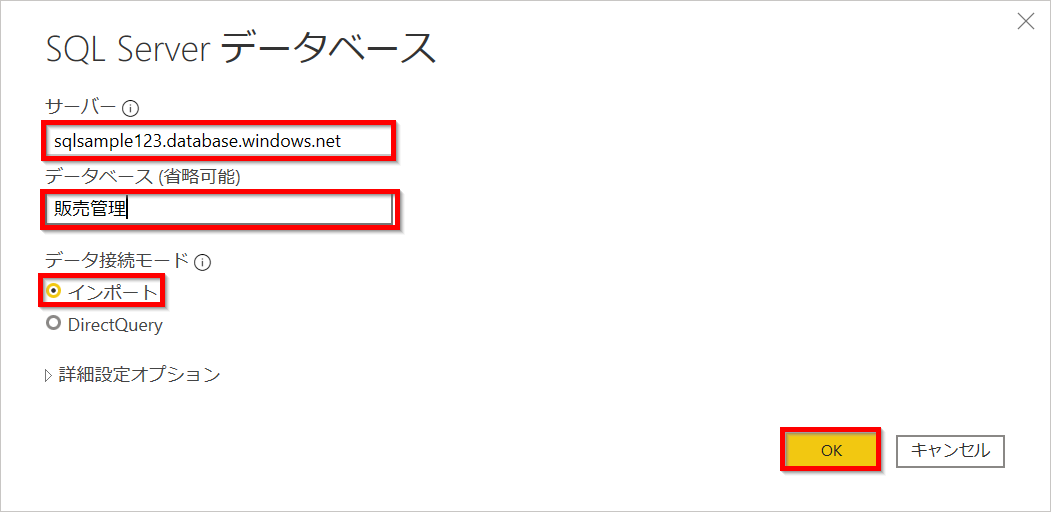 SQL Server データベース
サーバー
sqlsample123.database.windows.net
データベース (省略可能)
販売管理
データ接続モード
インポート
DirectQuery
詳細設定オプション
OK キャンセル